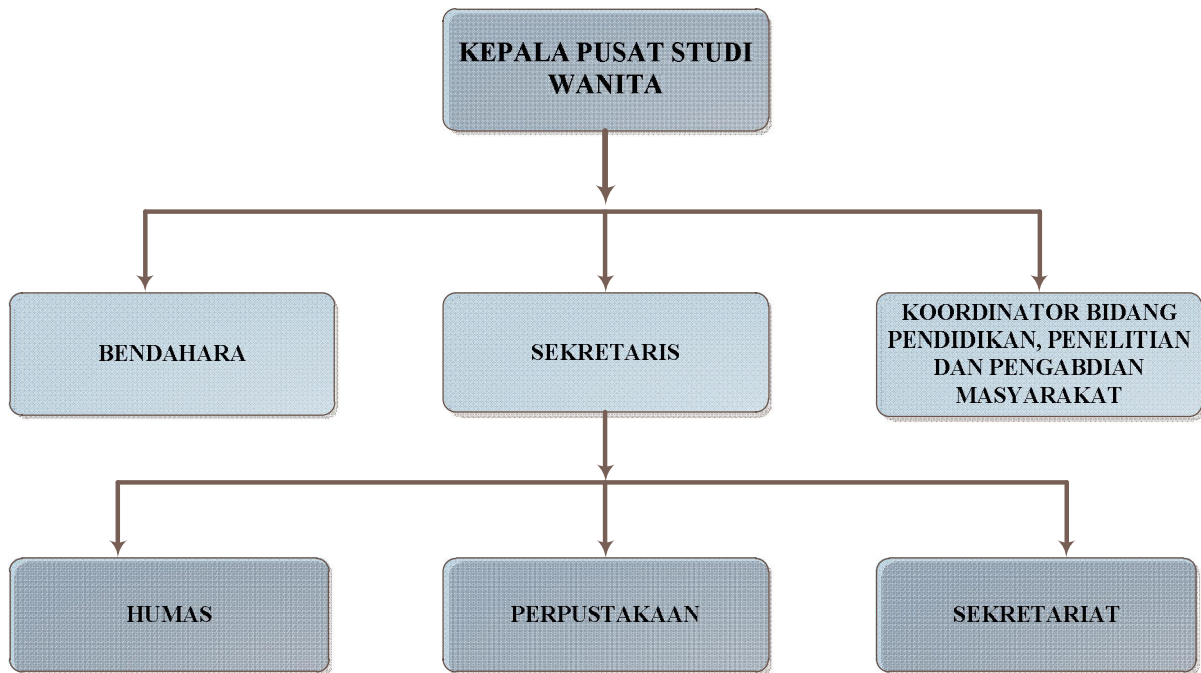 KEPALA PUSAT STUDI
WANITA
BENDAHARA
SEKRETARIS
KOORDINATOR BIDANG
PENDIDIKAN, PENELITIAN
DAN PENGABDIAN
MASYARAKAT
HUMAS
PERPUSTAKAAN
SEKRETARIAT